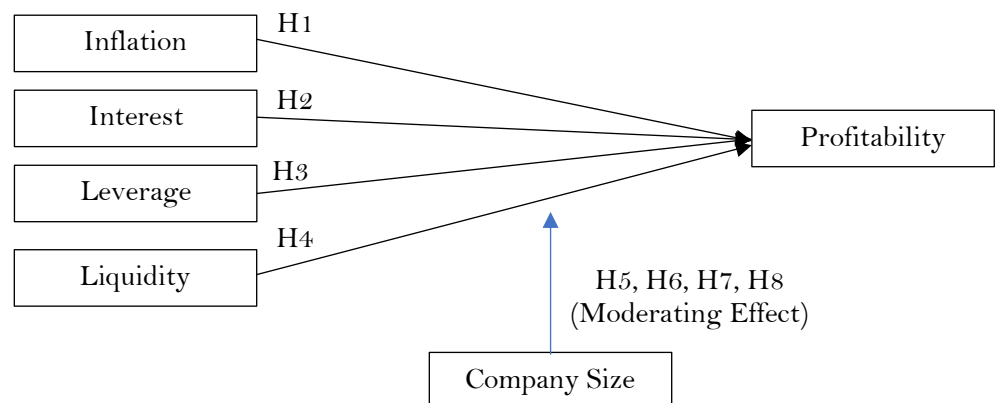 Inflation
H1
Interest
H2
Leverage
H3
Liquidity
H4
Profitability
H5, H6, H7, H8
(Moderating Effect)
Company Size